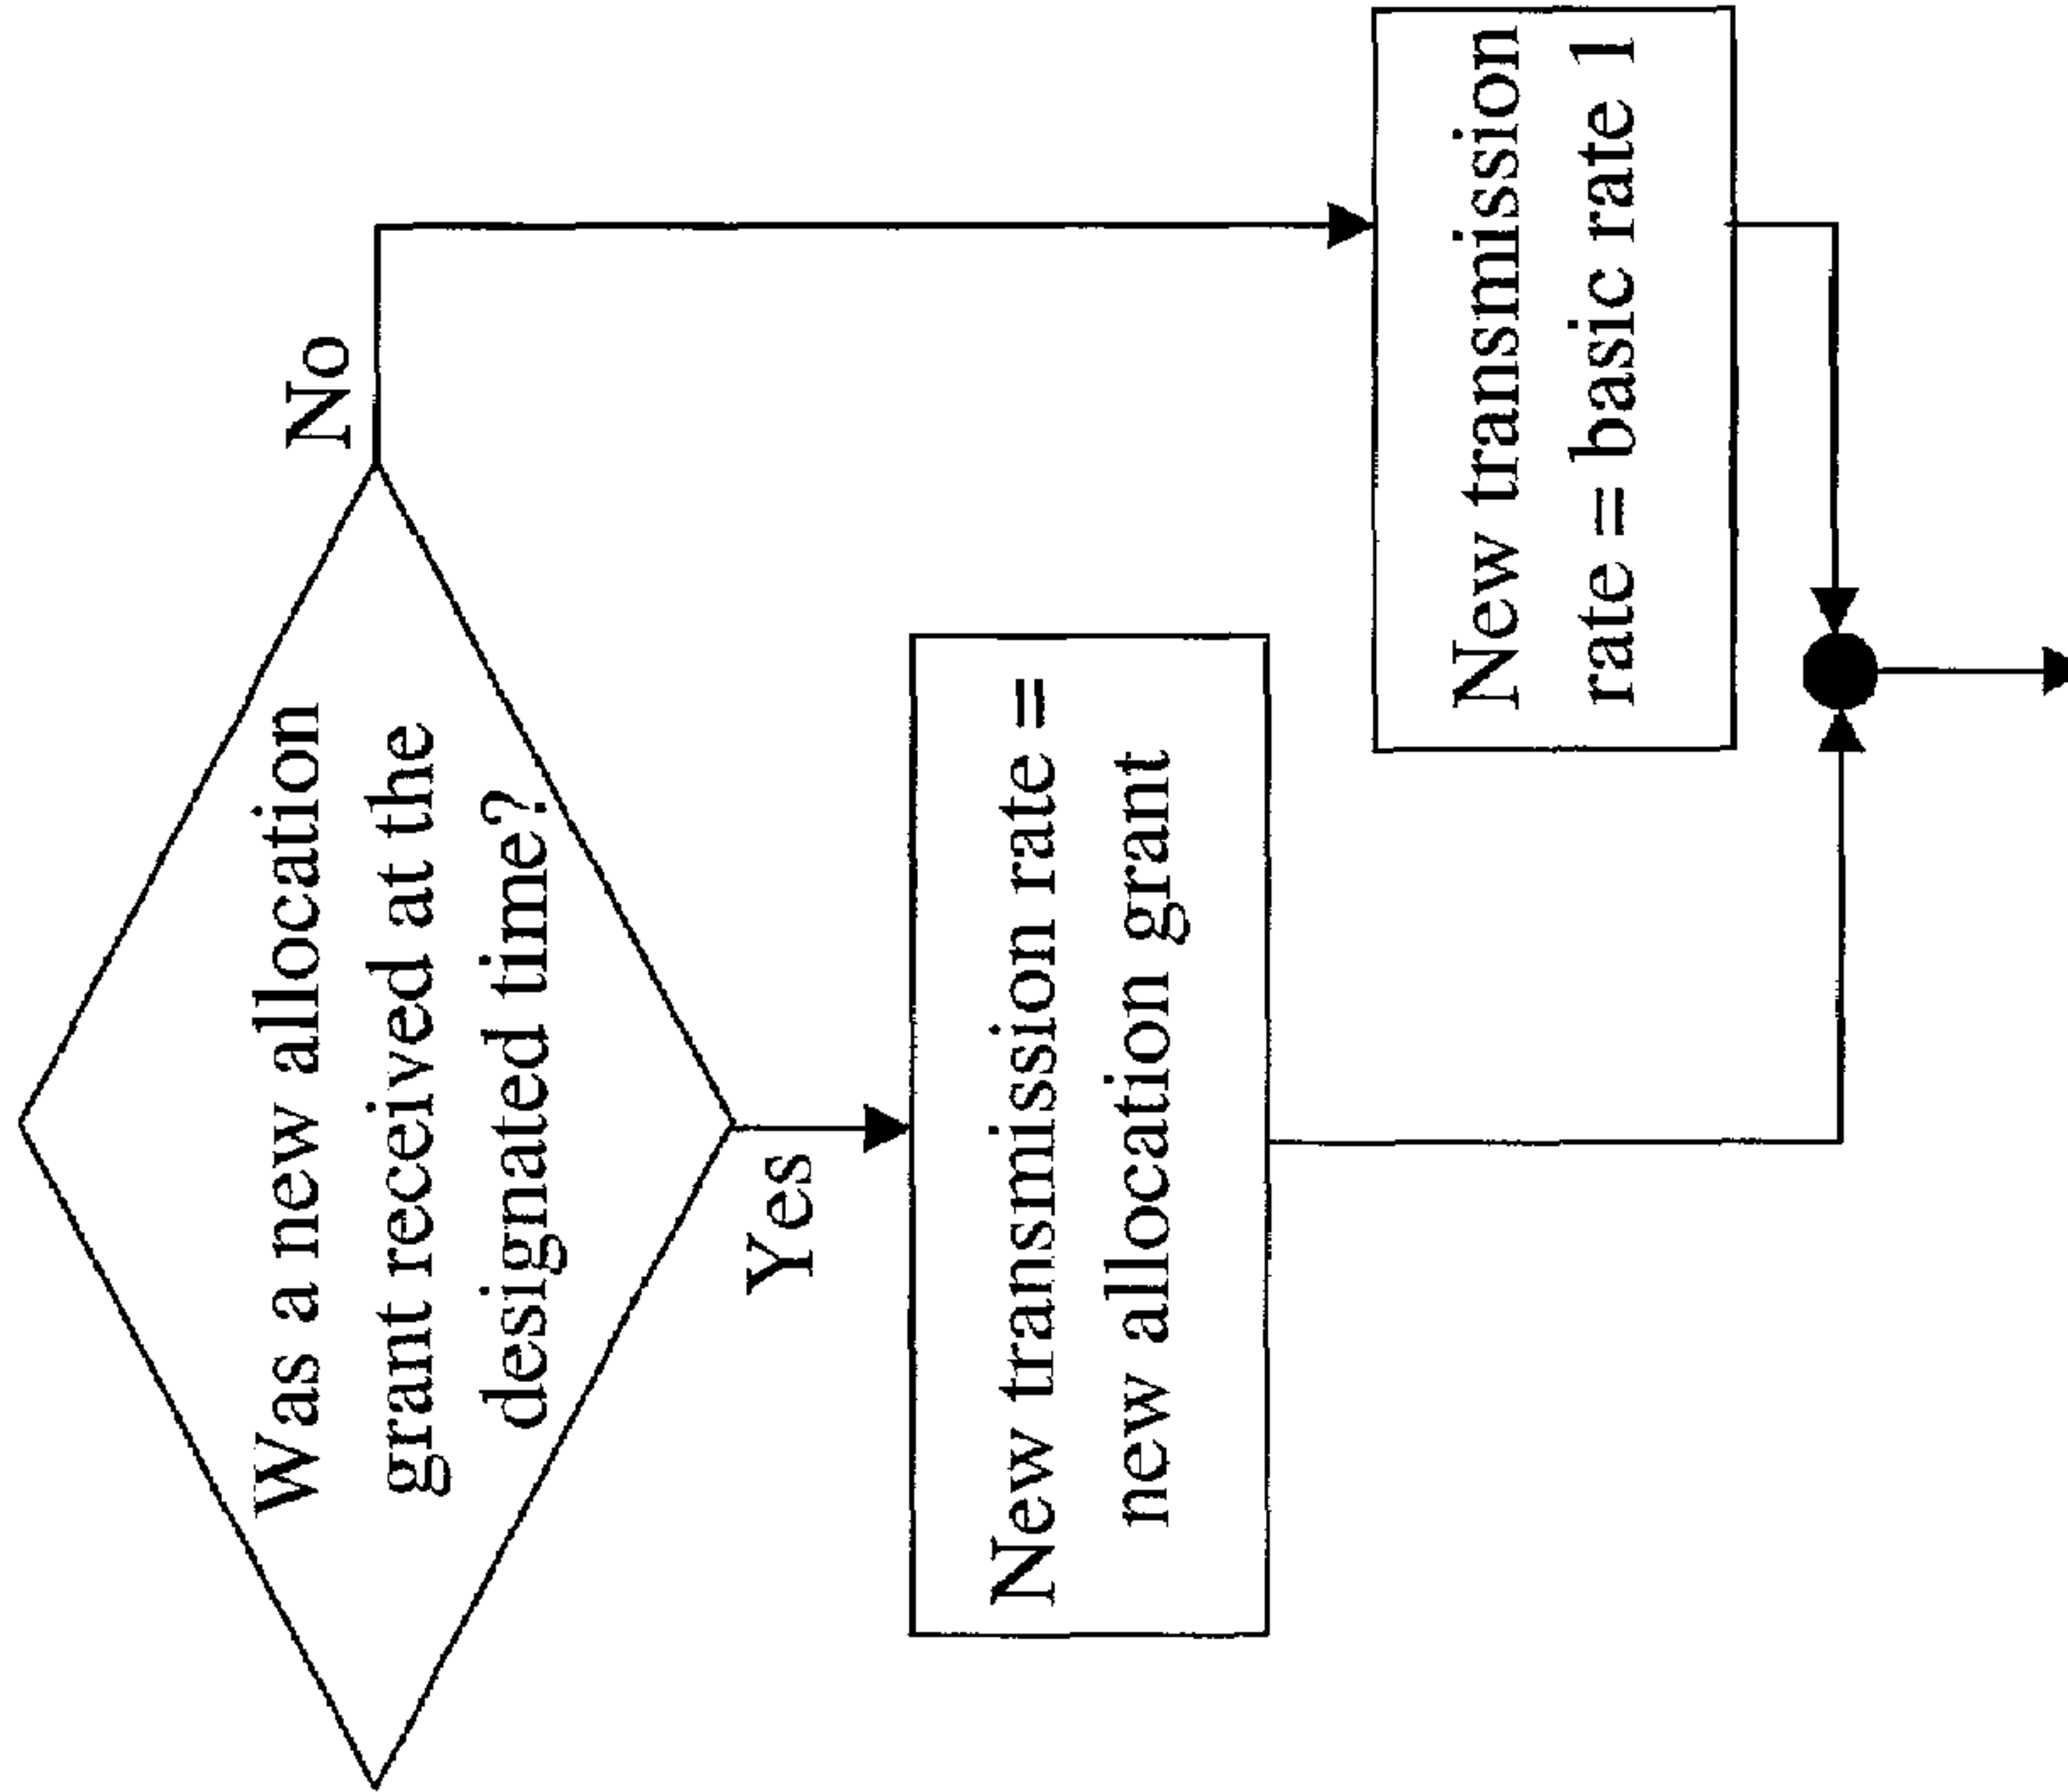 Was a new allocation
grant received at the
designated time?
No
Yes
New transmission rate =
new allocation grant
New transmission
rate = basic rate 1